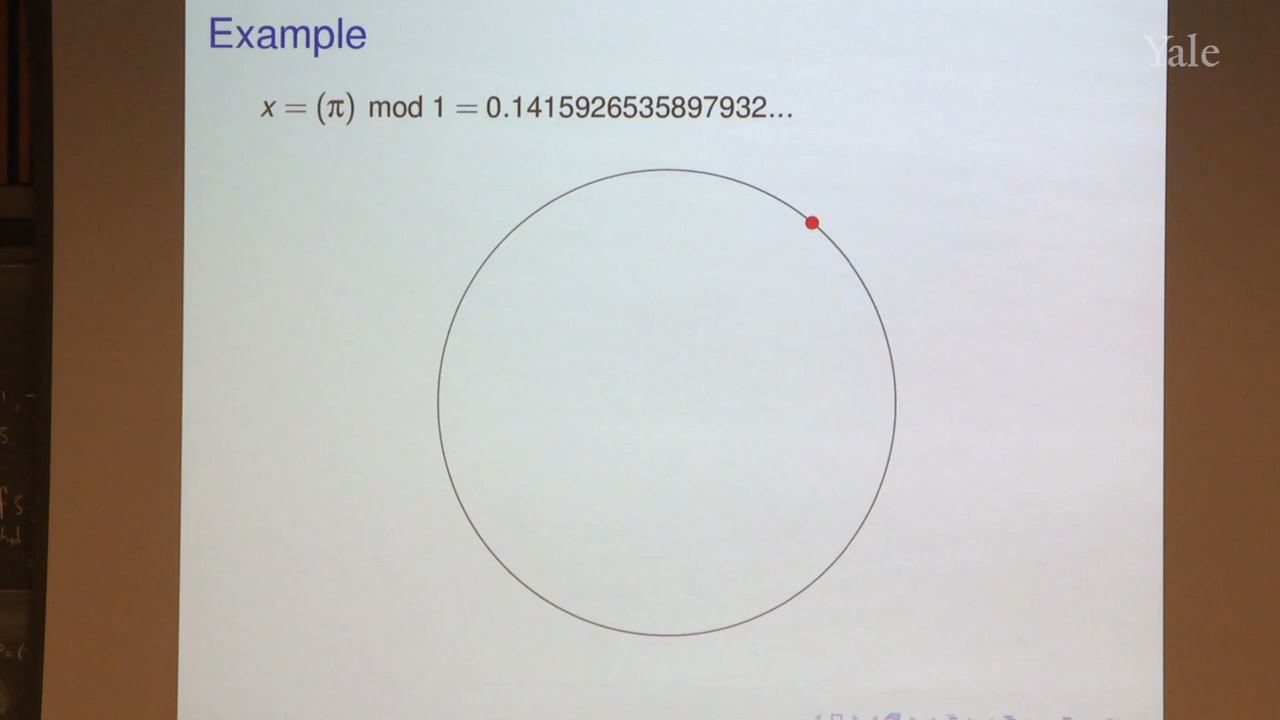 Example
Yale
x = (π) mod 1 = 0.1415926535897932...